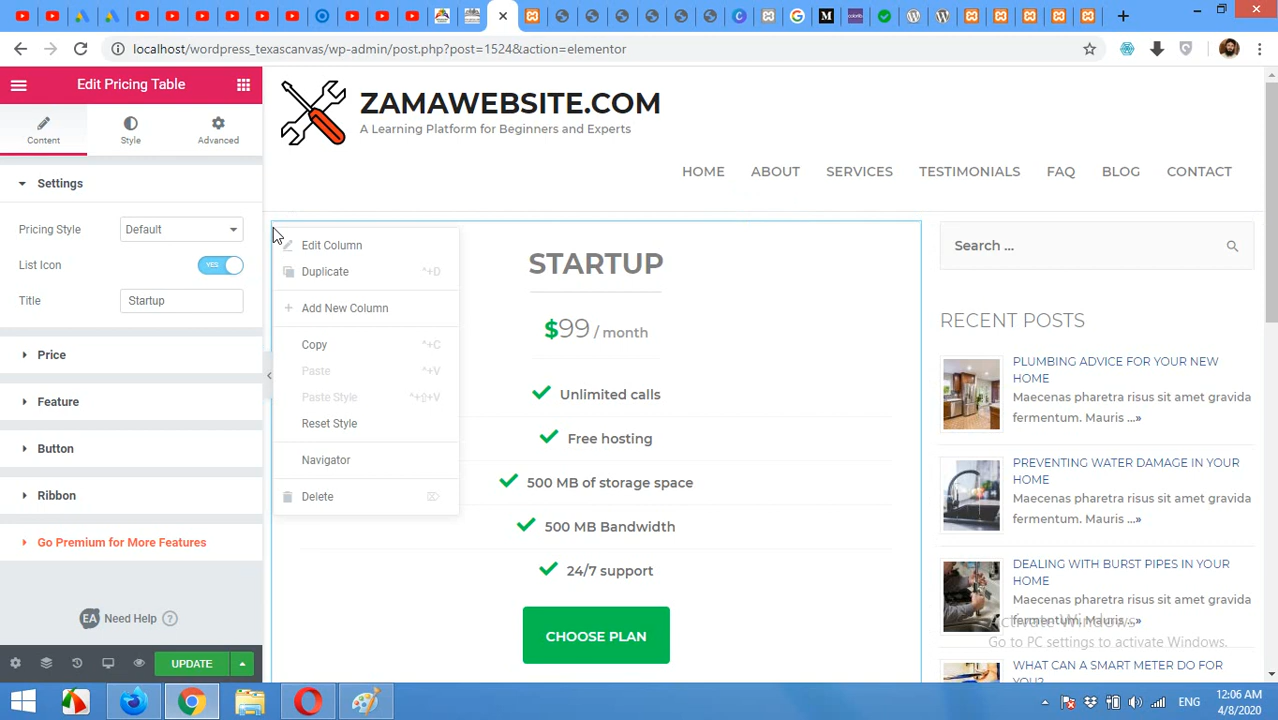 localhost/wordpress_texascanvas/wp-admin/post.php?post=1524&action=elementor
Edit Pricing Table
Content
Style
Advanced
Settings
Pricing Style
Default
List Icon
YES
Title
Startup
Price
Feature
Button
Ribbon
Go Premium for More Features
EA Need Help ?
UPDATE
ZAMAWEBSITE.COM
A Learning Platform for Beginners and Experts
HOME ABOUT SERVICES TESTIMONIALS FAQ BLOG CONTACT
Edit Column
Duplicate ^+D
Add New Column
Copy ^+C
Paste ^+V
Paste Style ^+⇧+V
Reset Style
Navigator
Delete
STARTUP
$99 / month
Unlimited calls
Free hosting
500 MB of storage space
500 MB Bandwidth
24/7 support
CHOOSE PLAN
Search ...
RECENT POSTS
PLUMBING ADVICE FOR YOUR NEW
HOME
Maecenas pharetra risus sit amet gravida
fermentum. Mauris ...»
PREVENTING WATER DAMAGE IN YOUR
HOME
Maecenas pharetra risus sit amet gravida
fermentum. Mauris ...»
DEALING WITH BURST PIPES IN YOUR
HOME
Maecenas pharetra risus sit amet gravida
fermentum. Mauris ...»
WHAT CAN A SMART METER DO FOR
YOU?
Activate Windows
Go to PC settings to activate Windows.
ENG
12:06 AM
4/8/2020